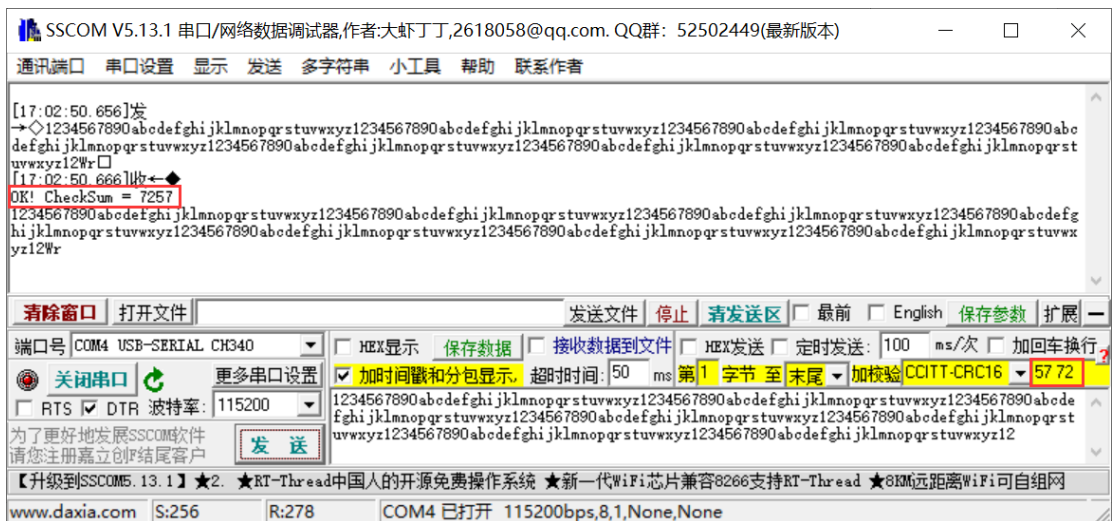 SSCOM V5.13.1 串口/网络数据调试器,作者:大虾丁丁,2618058@qq.com. QQ群: 52502449(最新版本)
通讯端口 串口设置 显示 发送 多字符串 小工具 帮助 联系作者
[17:02:50.656]发
→◇1234567890abcdefghijklmnopqrstuvwxyz1234567890abcdefghijklmnopqrstuvwxyz1234567890abcdefghijklmnopqrstuvwxyz1234567890abc
defghijklmnopqrstuvwxyz1234567890abcdefghijklmnopqrstuvwxyz1234567890abcdefghijklmnopqrstuvwxyz1234567890abcdefghijklmnopqrst
uvwxyz12Wr□
[17:02:50.666]收←◆
OK! CheckSum = 7257
1234567890abcdefghijklmnopqrstuvwxyz1234567890abcdefghijklmnopqrstuvwxyz1234567890abcdefghijklmnopqrstuvwxyz1234567890abcdefg
hijklmnopqrstuvwxyz1234567890abcdefghijklmnopqrstuvwxyz1234567890abcdefghijklmnopqrstuvwxyz1234567890abcdefghijklmnopqrstuvwx
yz12Wr
清除窗口 打开文件 发送文件 停止 清发送区 最前 English 保存参数 扩展 —
端口号 COM4 USB-SERIAL CH340 HEX显示 保存数据 接收数据到文件 HEX发送 定时发送: 100 ms/次 加回车换行
关闭串口 更多串口设置 加时间戳和分包显示, 超时时间: 50 ms 第1 字节 至 末尾 加校验 CCITT-CRC16 57 72
RTS DTR 波特率: 115200
1234567890abcdefghijklmnopqrstuvwxyz1234567890abcdefghijklmnopqrstuvwxyz1234567890abcde
fghijklmnopqrstuvwxyz1234567890abcdefghijklmnopqrstuvwxyz1234567890abcdefghijklmnopqrst
uvwxyz1234567890abcdefghijklmnopqrstuvwxyz1234567890abcdefghijklmnopqrstuvwxyz12
为了更好地发展SSCOM软件
请您注册嘉立创F结尾客户
发 送
【升级到SSCOM5.13.1】★2. ★RT-Thread中国人的开源免费操作系统 ★新一代WiFi芯片兼容8266支持RT-Thread ★8KM远距离WiFi可自组网
www.daxia.com S:256 R:278 COM4 已打开 115200bps,8,1,None,None